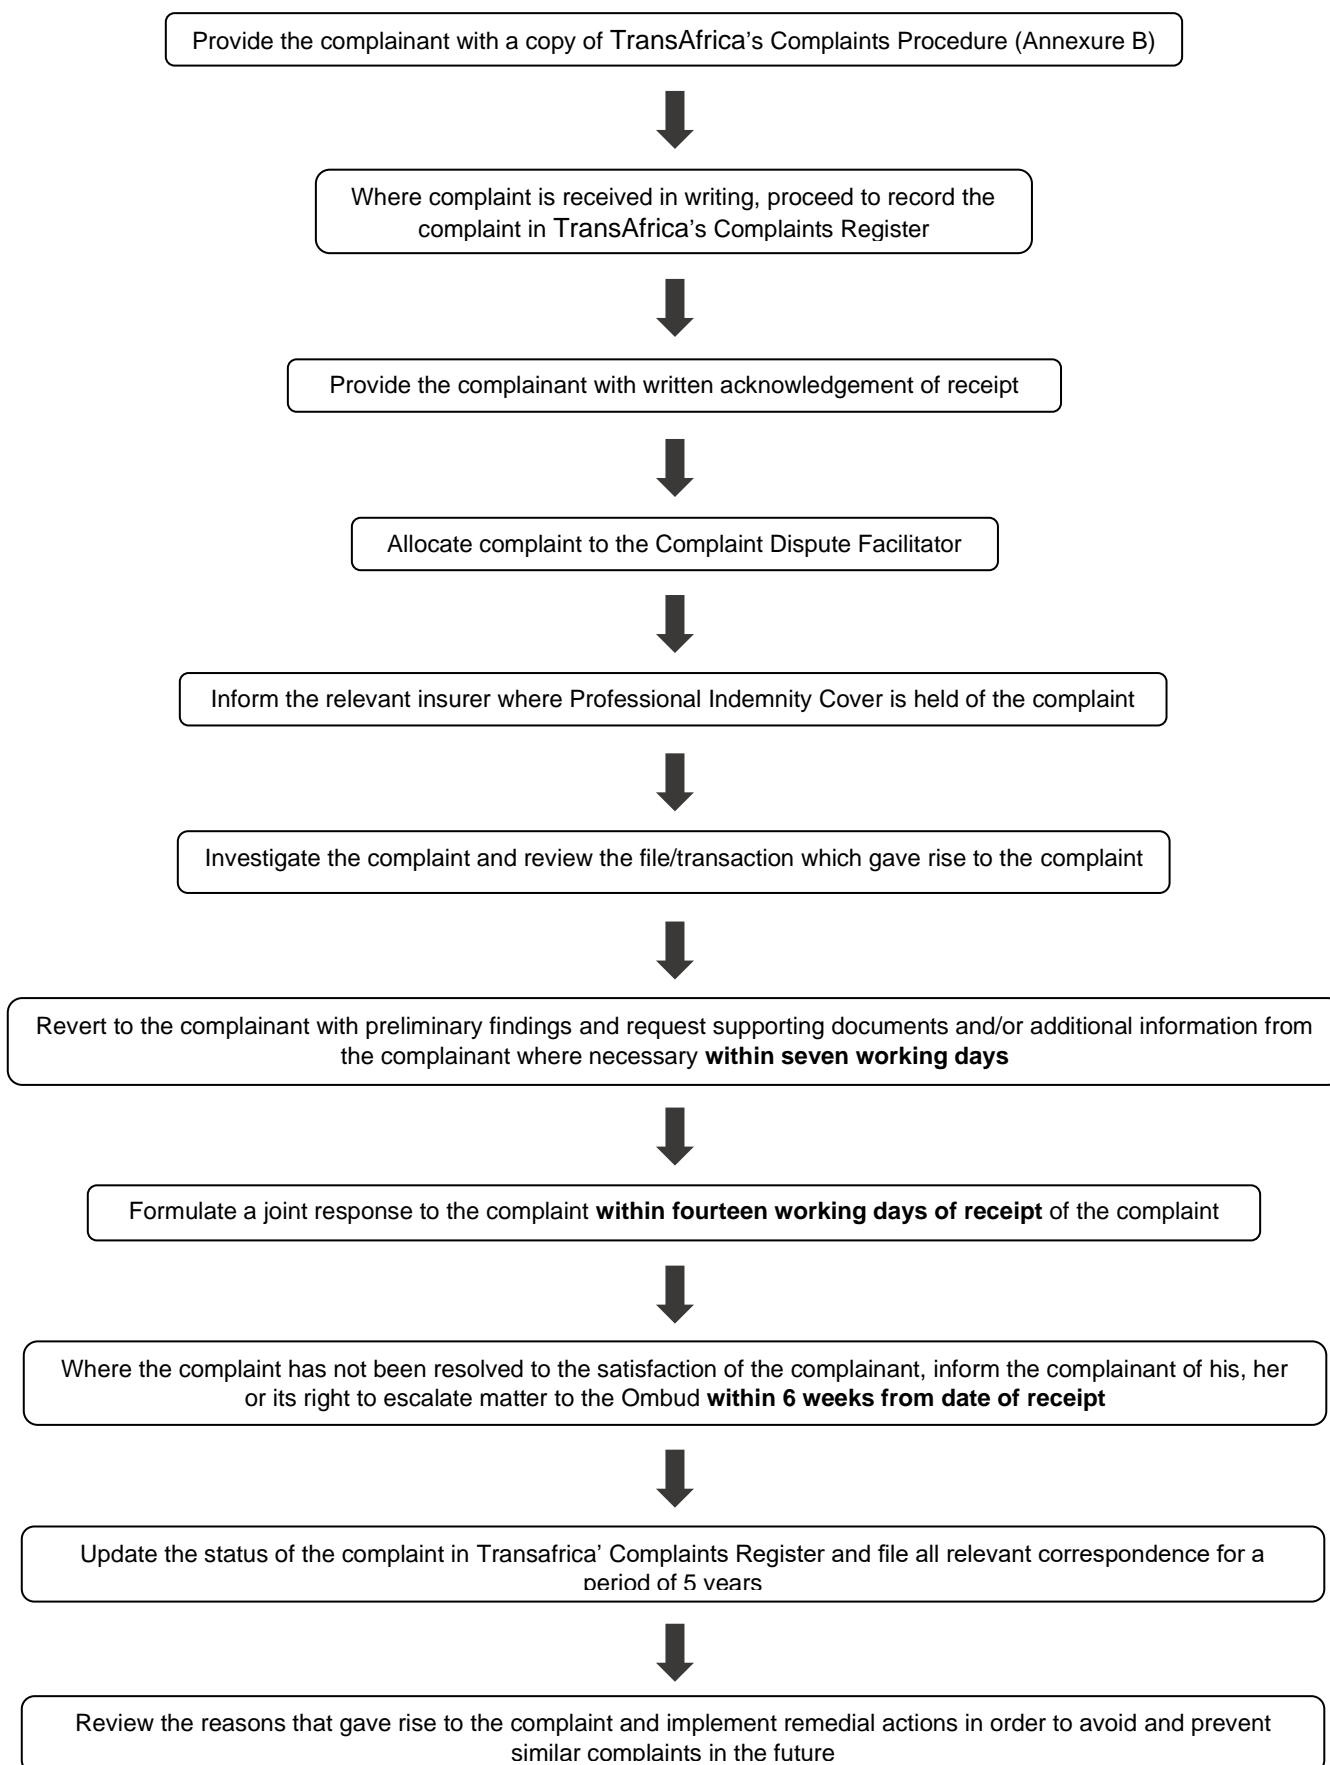 Provide the complainant with a copy of TransAfrica's Complaints Procedure (Annexure B)
Where complaint is received in writing, proceed to record the
complaint in TransAfrica's Complaints Register
Provide the complainant with written acknowledgement of receipt
Allocate complaint to the Complaint Dispute Facilitator
Inform the relevant insurer where Professional Indemnity Cover is held of the complaint
Investigate the complaint and review the file/transaction which gave rise to the complaint
Revert to the complainant with preliminary findings and request supporting documents and/or additional information from
the complainant where necessary within seven working days
Formulate a joint response to the complaint within fourteen working days of receipt of the complaint
Where the complaint has not been resolved to the satisfaction of the complainant, inform the complainant of his, her
or its right to escalate matter to the Ombud within 6 weeks from date of receipt
Update the status of the complaint in Transafrica’ Complaints Register and file all relevant correspondence for a
period of 5 years
Review the reasons that gave rise to the complaint and implement remedial actions in order to avoid and prevent
similar complaints in the future